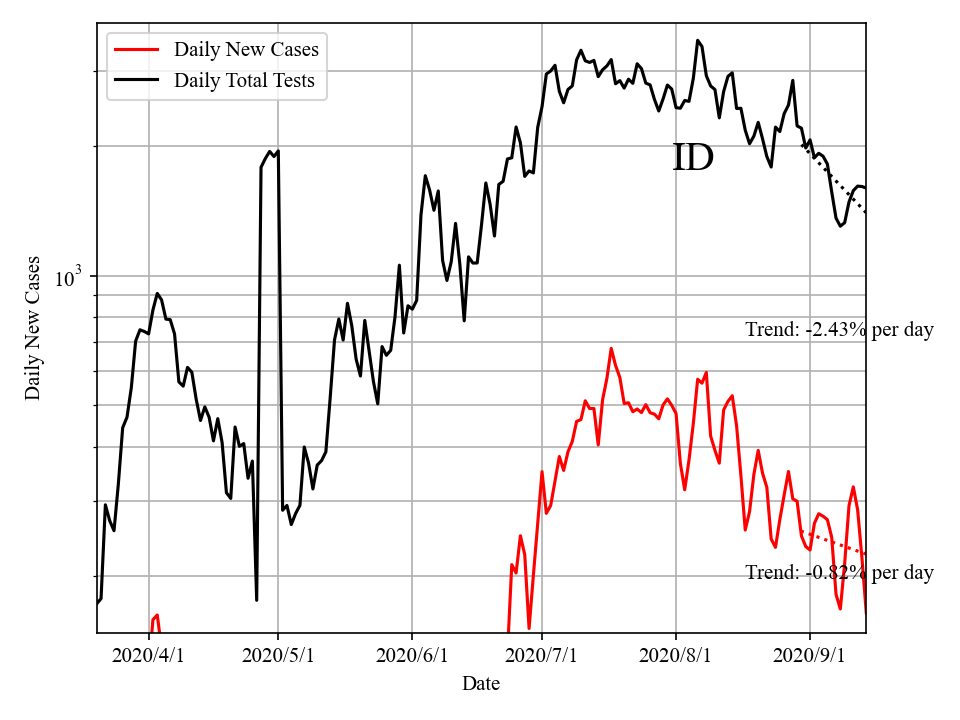 Daily New Cases
Daily Total Tests
ID
Daily New Cases
10³
Trend: -2.43% per day
Trend: -0.82% per day
2020/4/1 2020/5/1 2020/6/1 2020/7/1 2020/8/1 2020/9/1
Date